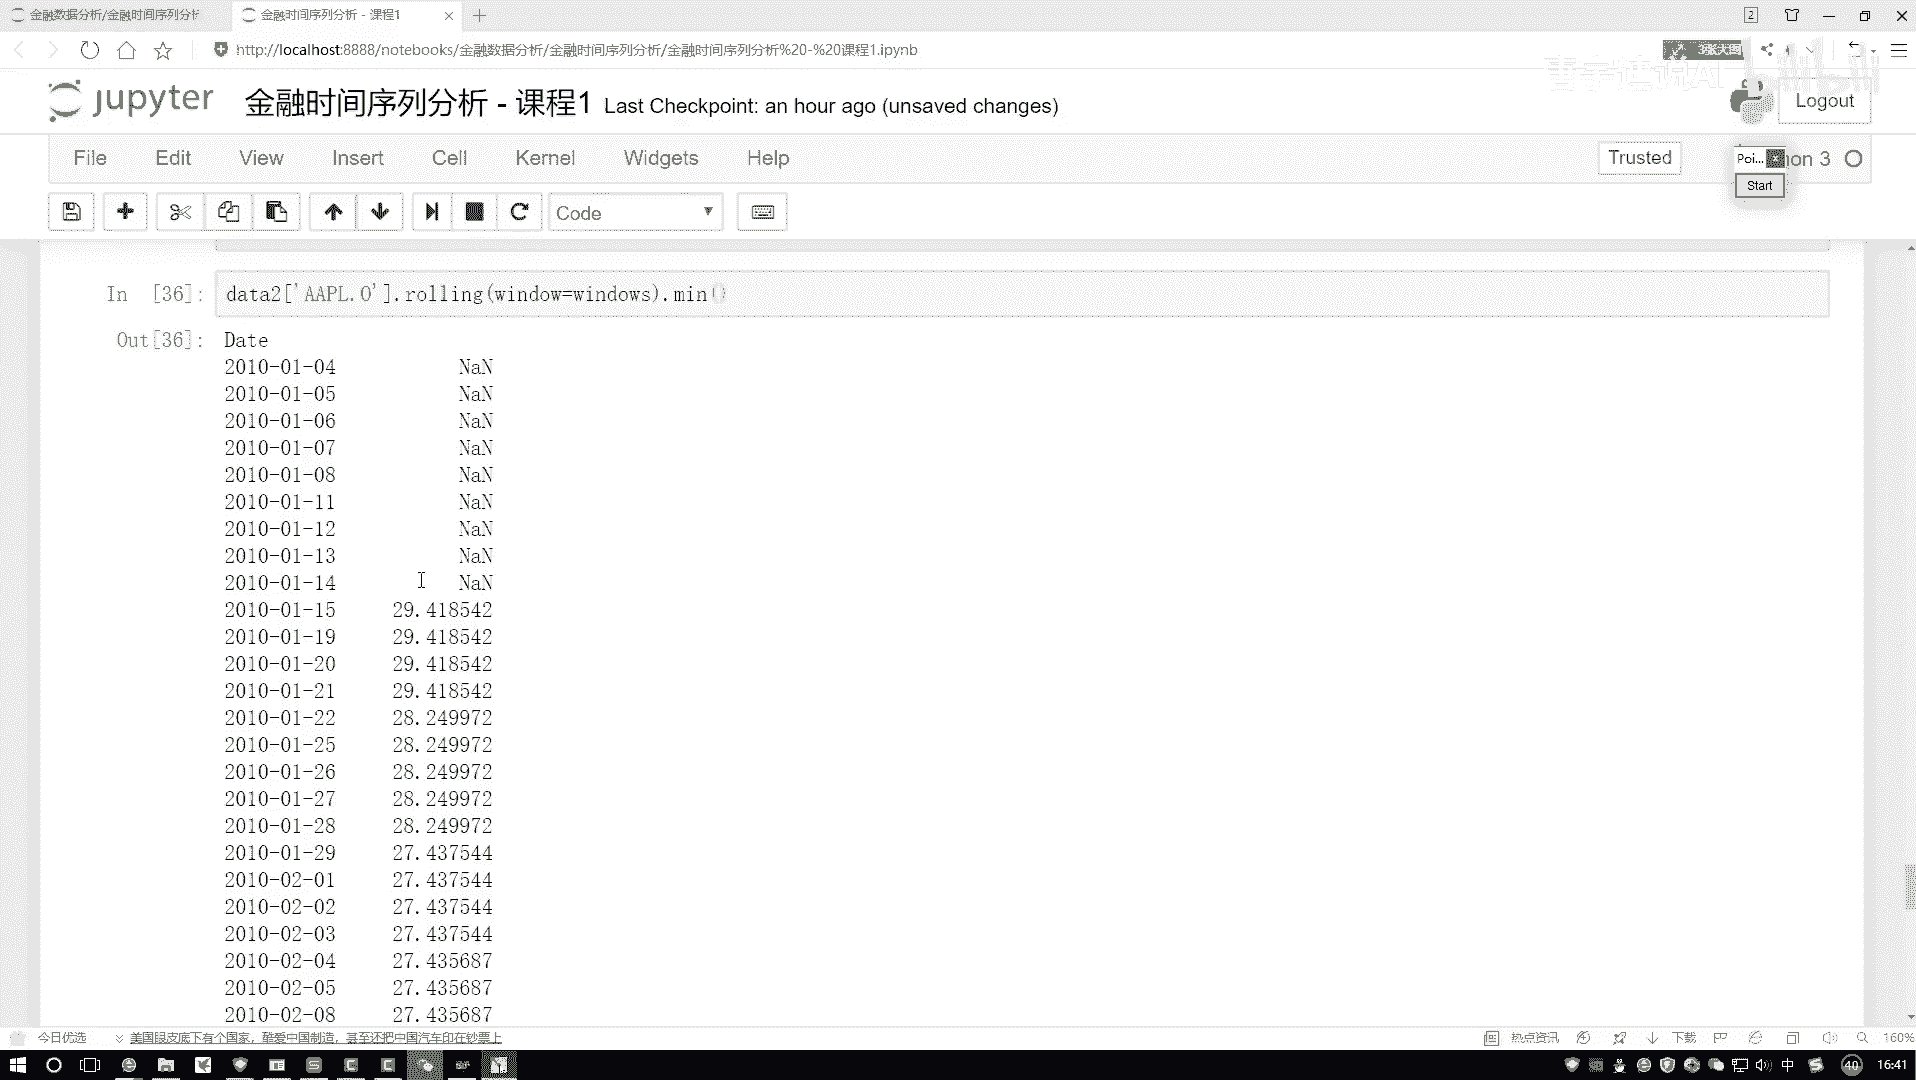 金融数据分析/金融时间序列分析
金融时间序列分析 - 课程1
2
http://localhost:8888/notebooks/金融数据分析/金融时间序列分析/金融时间序列分析%20-%20课程1.ipynb
3张大图
jupyter
金融时间序列分析 - 课程1 Last Checkpoint: an hour ago (unsaved changes)
Logout
File Edit View Insert Cell Kernel Widgets Help
Trusted
Poi...
hon 3
Start
Code
In [36]: data2['AAPL.O'].rolling(window=windows).min()
Out[36]: Date
2010-01-04 NaN
2010-01-05 NaN
2010-01-06 NaN
2010-01-07 NaN
2010-01-08 NaN
2010-01-11 NaN
2010-01-12 NaN
2010-01-13 NaN
2010-01-14 NaN
2010-01-15 29.418542
2010-01-19 29.418542
2010-01-20 29.418542
2010-01-21 29.418542
2010-01-22 28.249972
2010-01-25 28.249972
2010-01-26 28.249972
2010-01-27 28.249972
2010-01-28 28.249972
2010-01-29 27.437544
2010-02-01 27.437544
2010-02-02 27.437544
2010-02-03 27.437544
2010-02-04 27.435687
2010-02-05 27.435687
2010-02-08 27.435687
今日优选 美国眼皮底下有个国家，酷爱中国制造，甚至还把中国汽车印在钞票上
热点资讯 下载 160%
中 40 16:41